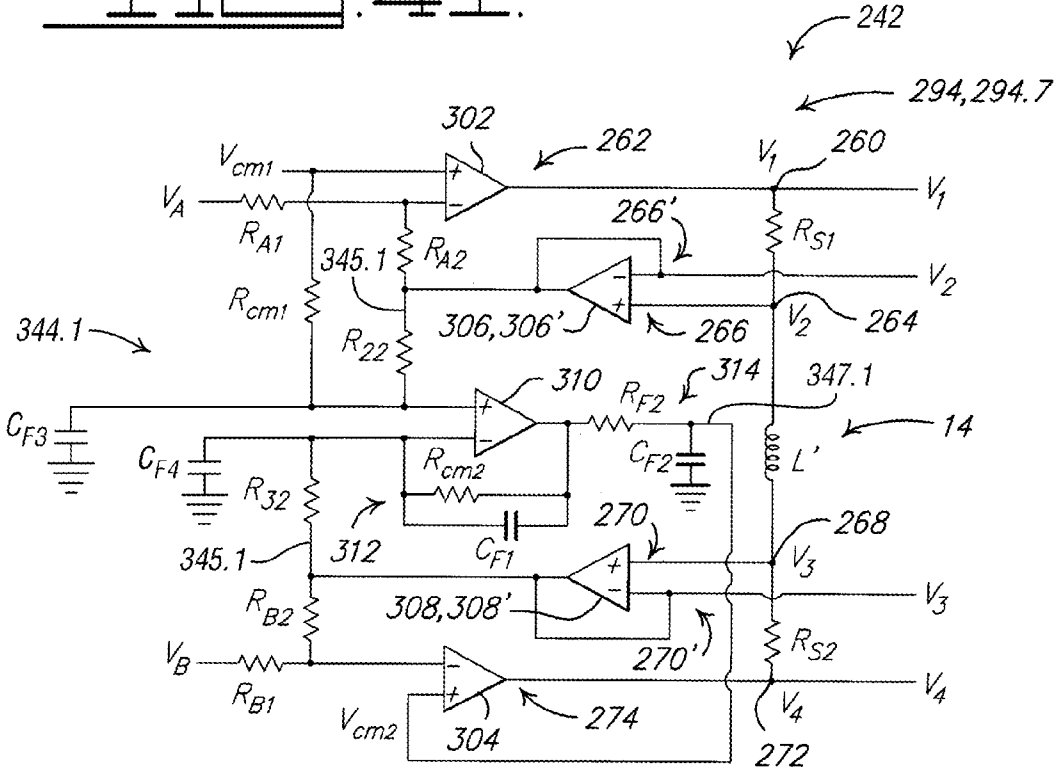 242
294, 294.7
302
262
V1
260
Vcm1
VA
V1
RA1
RA2
266'
RS1
345.1
V2
Rcm1
306, 306'
266
V2
264
344.1
R22
310
RF2
314
347.1
CF3
14
CF4
Rcm2
CF2
L'
R32
312
CF1
270
268
345.1
V3
RB2
308, 308'
V3
VB
270'
RS2
RB1
V4
Vcm2
304
274
V4
272